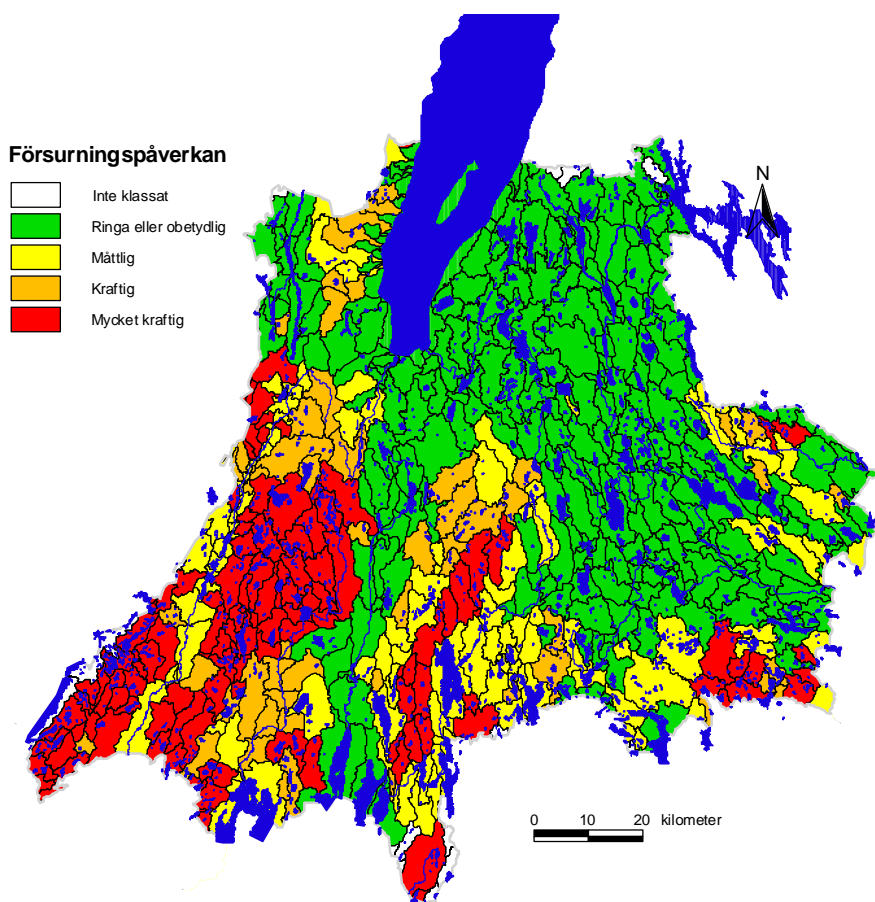 Försurningspåverkan
Inte klassat
Ringa eller obetydlig
Måttlig
Kraftig
Mycket kraftig
N
0 10 20 kilometer